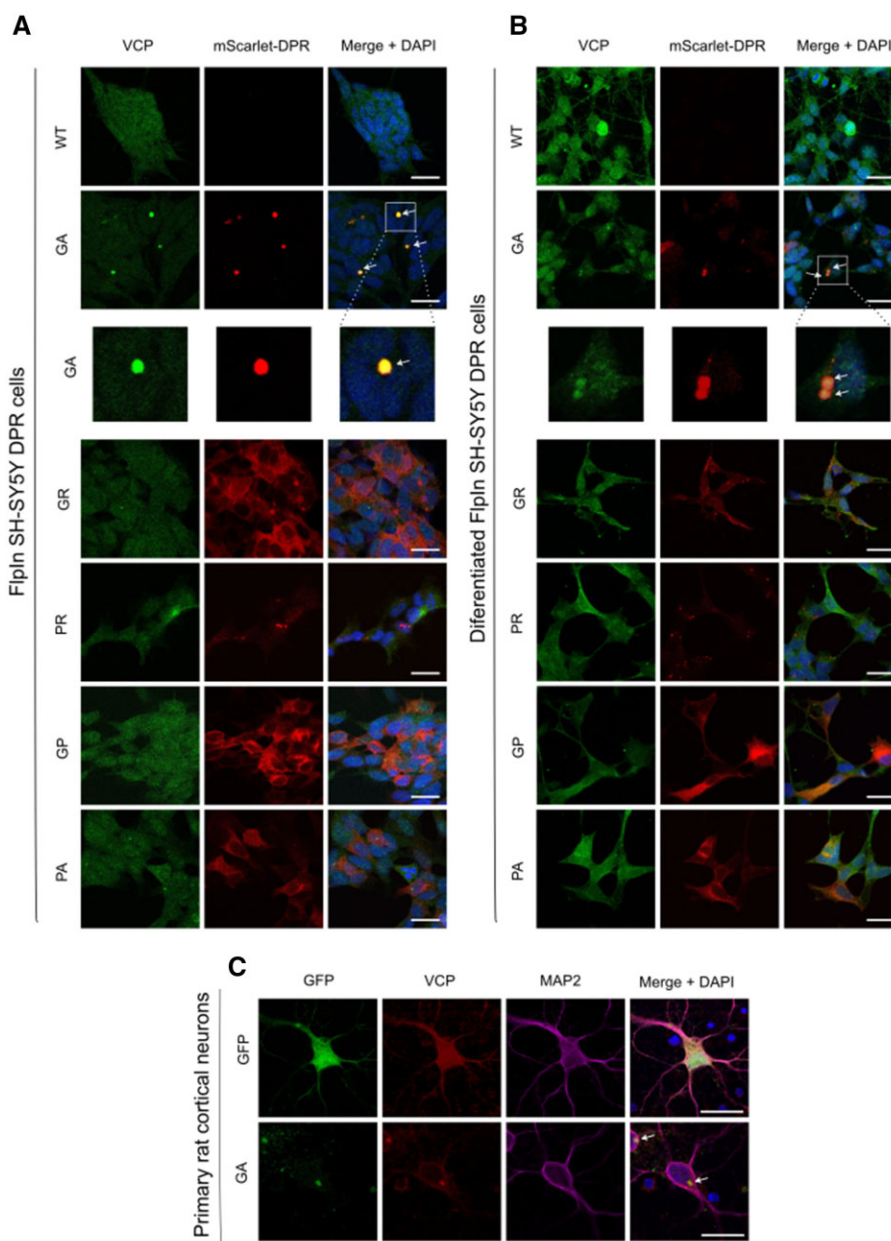 A
VCP mScarlet-DPR Merge + DAPI
FlpIn SH-SY5Y DPR cells
WT
GA
GA
GR
PR
GP
PA
B
VCP mScarlet-DPR Merge + DAPI
Diferentiated FlpIn SH-SY5Y DPR cells
WT
GA
GR
PR
GP
PA
C
GFP VCP MAP2 Merge + DAPI
Primary rat cortical neurons
GFP
GA